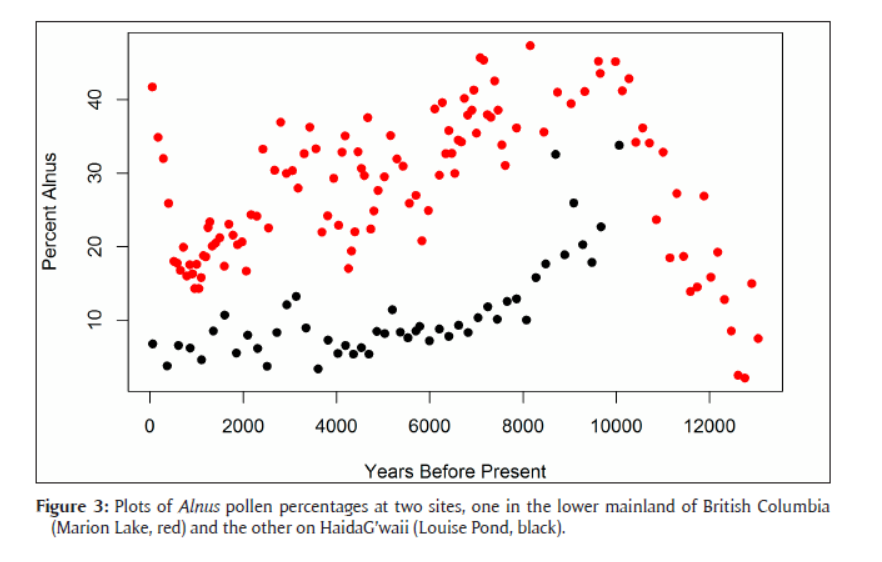 Percent Alnus
40
30
20
10
0 2000 4000 6000 8000 10000 12000
Years Before Present
Figure 3: Plots of Alnus pollen percentages at two sites, one in the lower mainland of British Columbia
(Marion Lake, red) and the other on HaidaG'waii (Louise Pond, black).